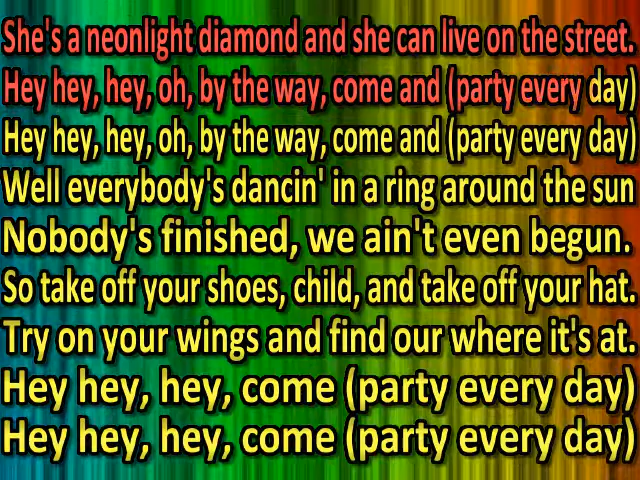 She's a neonlight diamond and she can live on the street.
Hey hey, hey, oh, by the way, come and (party every day)
Hey hey, hey, oh, by the way, come and (party every day)
Well everybody's dancin' in a ring around the sun
Nobody's finished, we ain't even begun.
So take off your shoes, child, and take off your hat.
Try on your wings and find our where it's at.
Hey hey, hey, come (party every day)
Hey hey, hey, come (party every day)